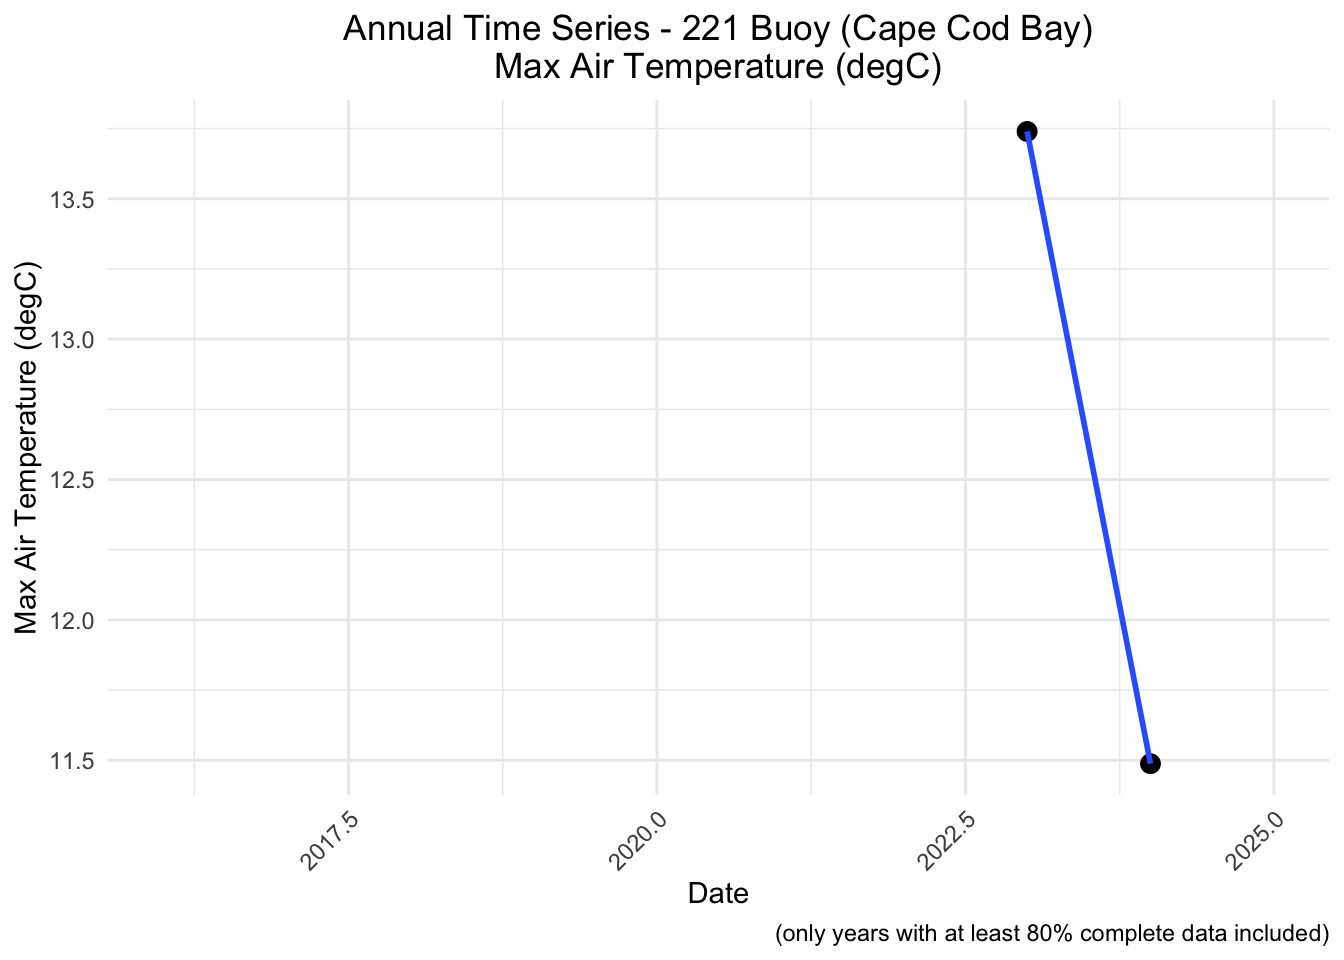 Annual Time Series - 221 Buoy (Cape Cod Bay)
Max Air Temperature (degC)
Max Air Temperature (degC)
13.5
13.0
12.5
12.0
11.5
2017.5
2020.0
2022.5
2025.0
Date
(only years with at least 80% complete data included)